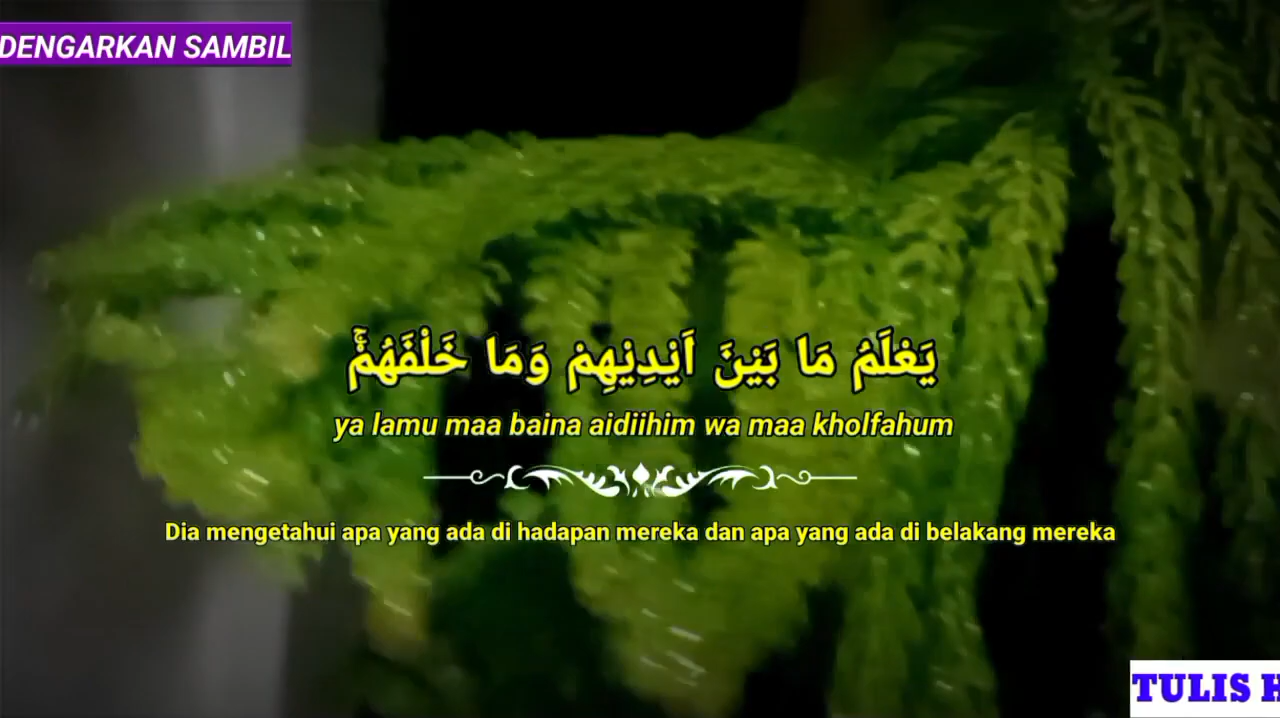 DENGARKAN SAMBIL
يَعْلَمُ مَا بَيْنَ اَيْدِيْهِمْ وَمَا خَلْفَهُمْۚ
ya lamu maa baina aidiihim wa maa kholfahum
Dia mengetahui apa yang ada di hadapan mereka dan apa yang ada di belakang mereka
TULIS H